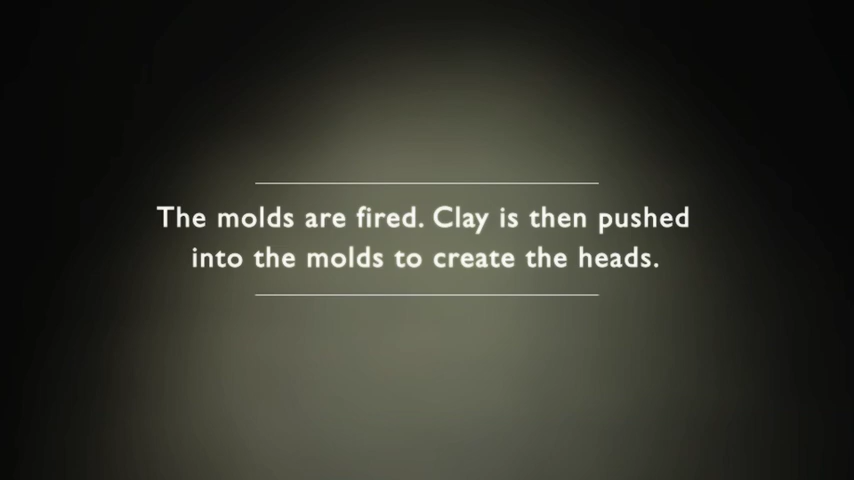 The molds are fired. Clay is then pushed
into the molds to create the heads.